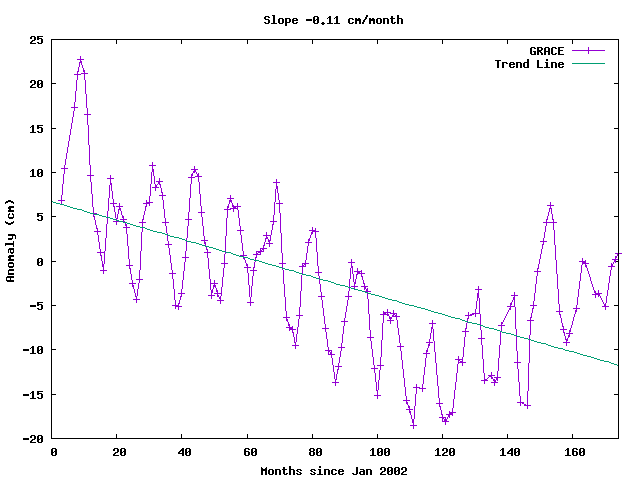 Slope -0.11 cm/month
GRACE
Trend Line
Anomaly (cm)
25
20
15
10
5
0
-5
-10
-15
-20
0 20 40 60 80 100 120 140 160
Months since Jan 2002